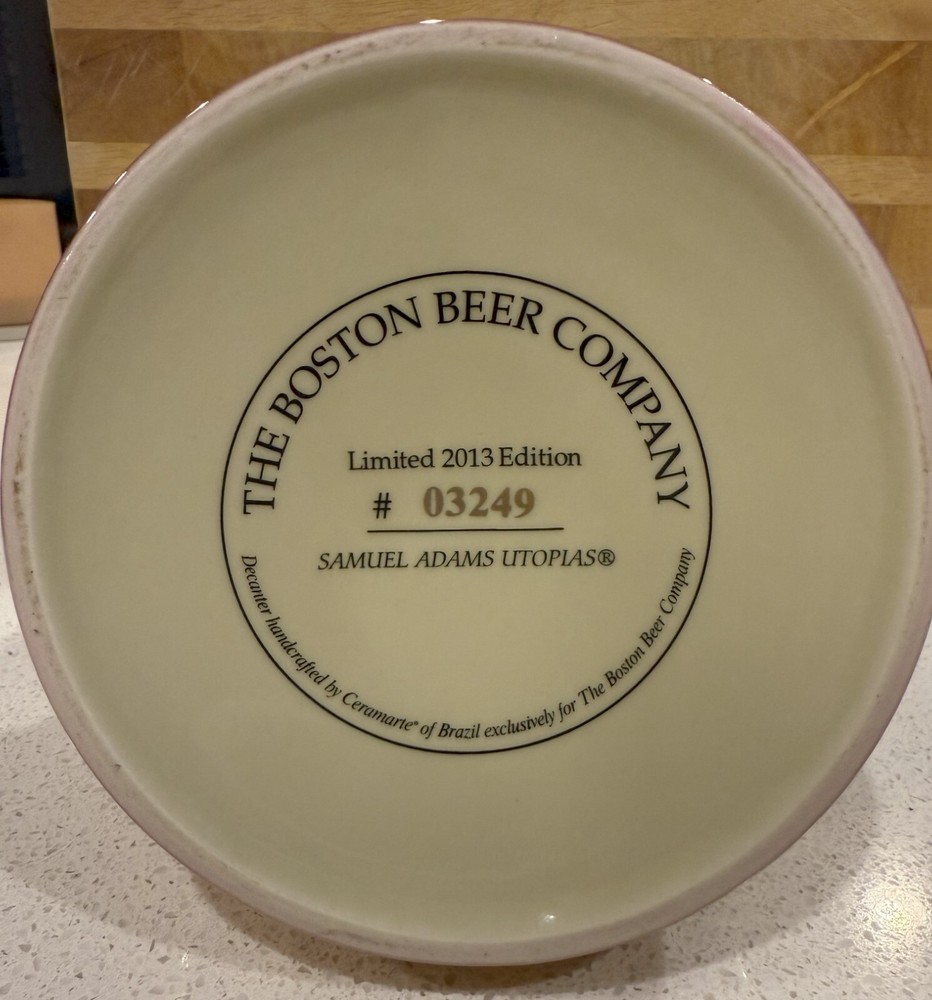 THE BOSTON BEER COMPANY
Limited 2013 Edition
# 03249
SAMUEL ADAMS UTOPIAS®
Decanter handcrafted by Ceramarte® of Brazil exclusively for The Boston Beer Company